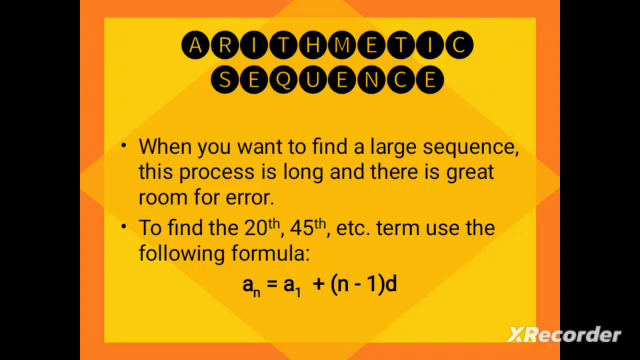 ARITHMETIC
SEQUENCE
• When you want to find a large sequence,
this process is long and there is great
room for error.
• To find the 20th, 45th, etc. term use the
following formula:
an = a1 + (n - 1)d
XRecorder